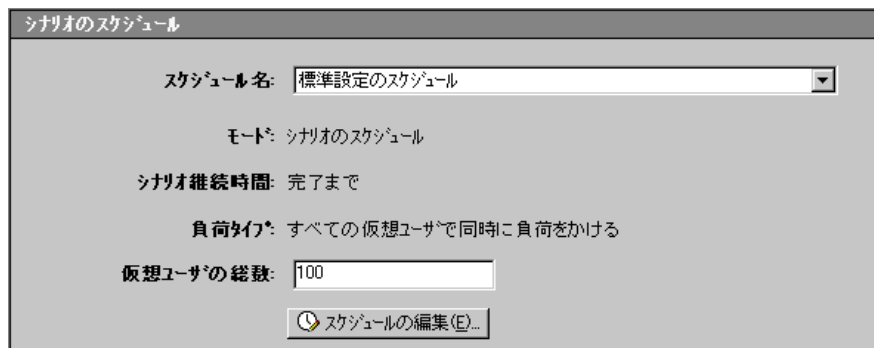 シナリオのスケジュール
スケジュール名: 標準設定のスケジュール
モード: シナリオのスケジュール
シナリオ継続時間: 完了まで
負荷タイプ: すべての仮想ユーザで同時に負荷をかける
仮想ユーザの総数: 100
スケジュールの編集(E)...